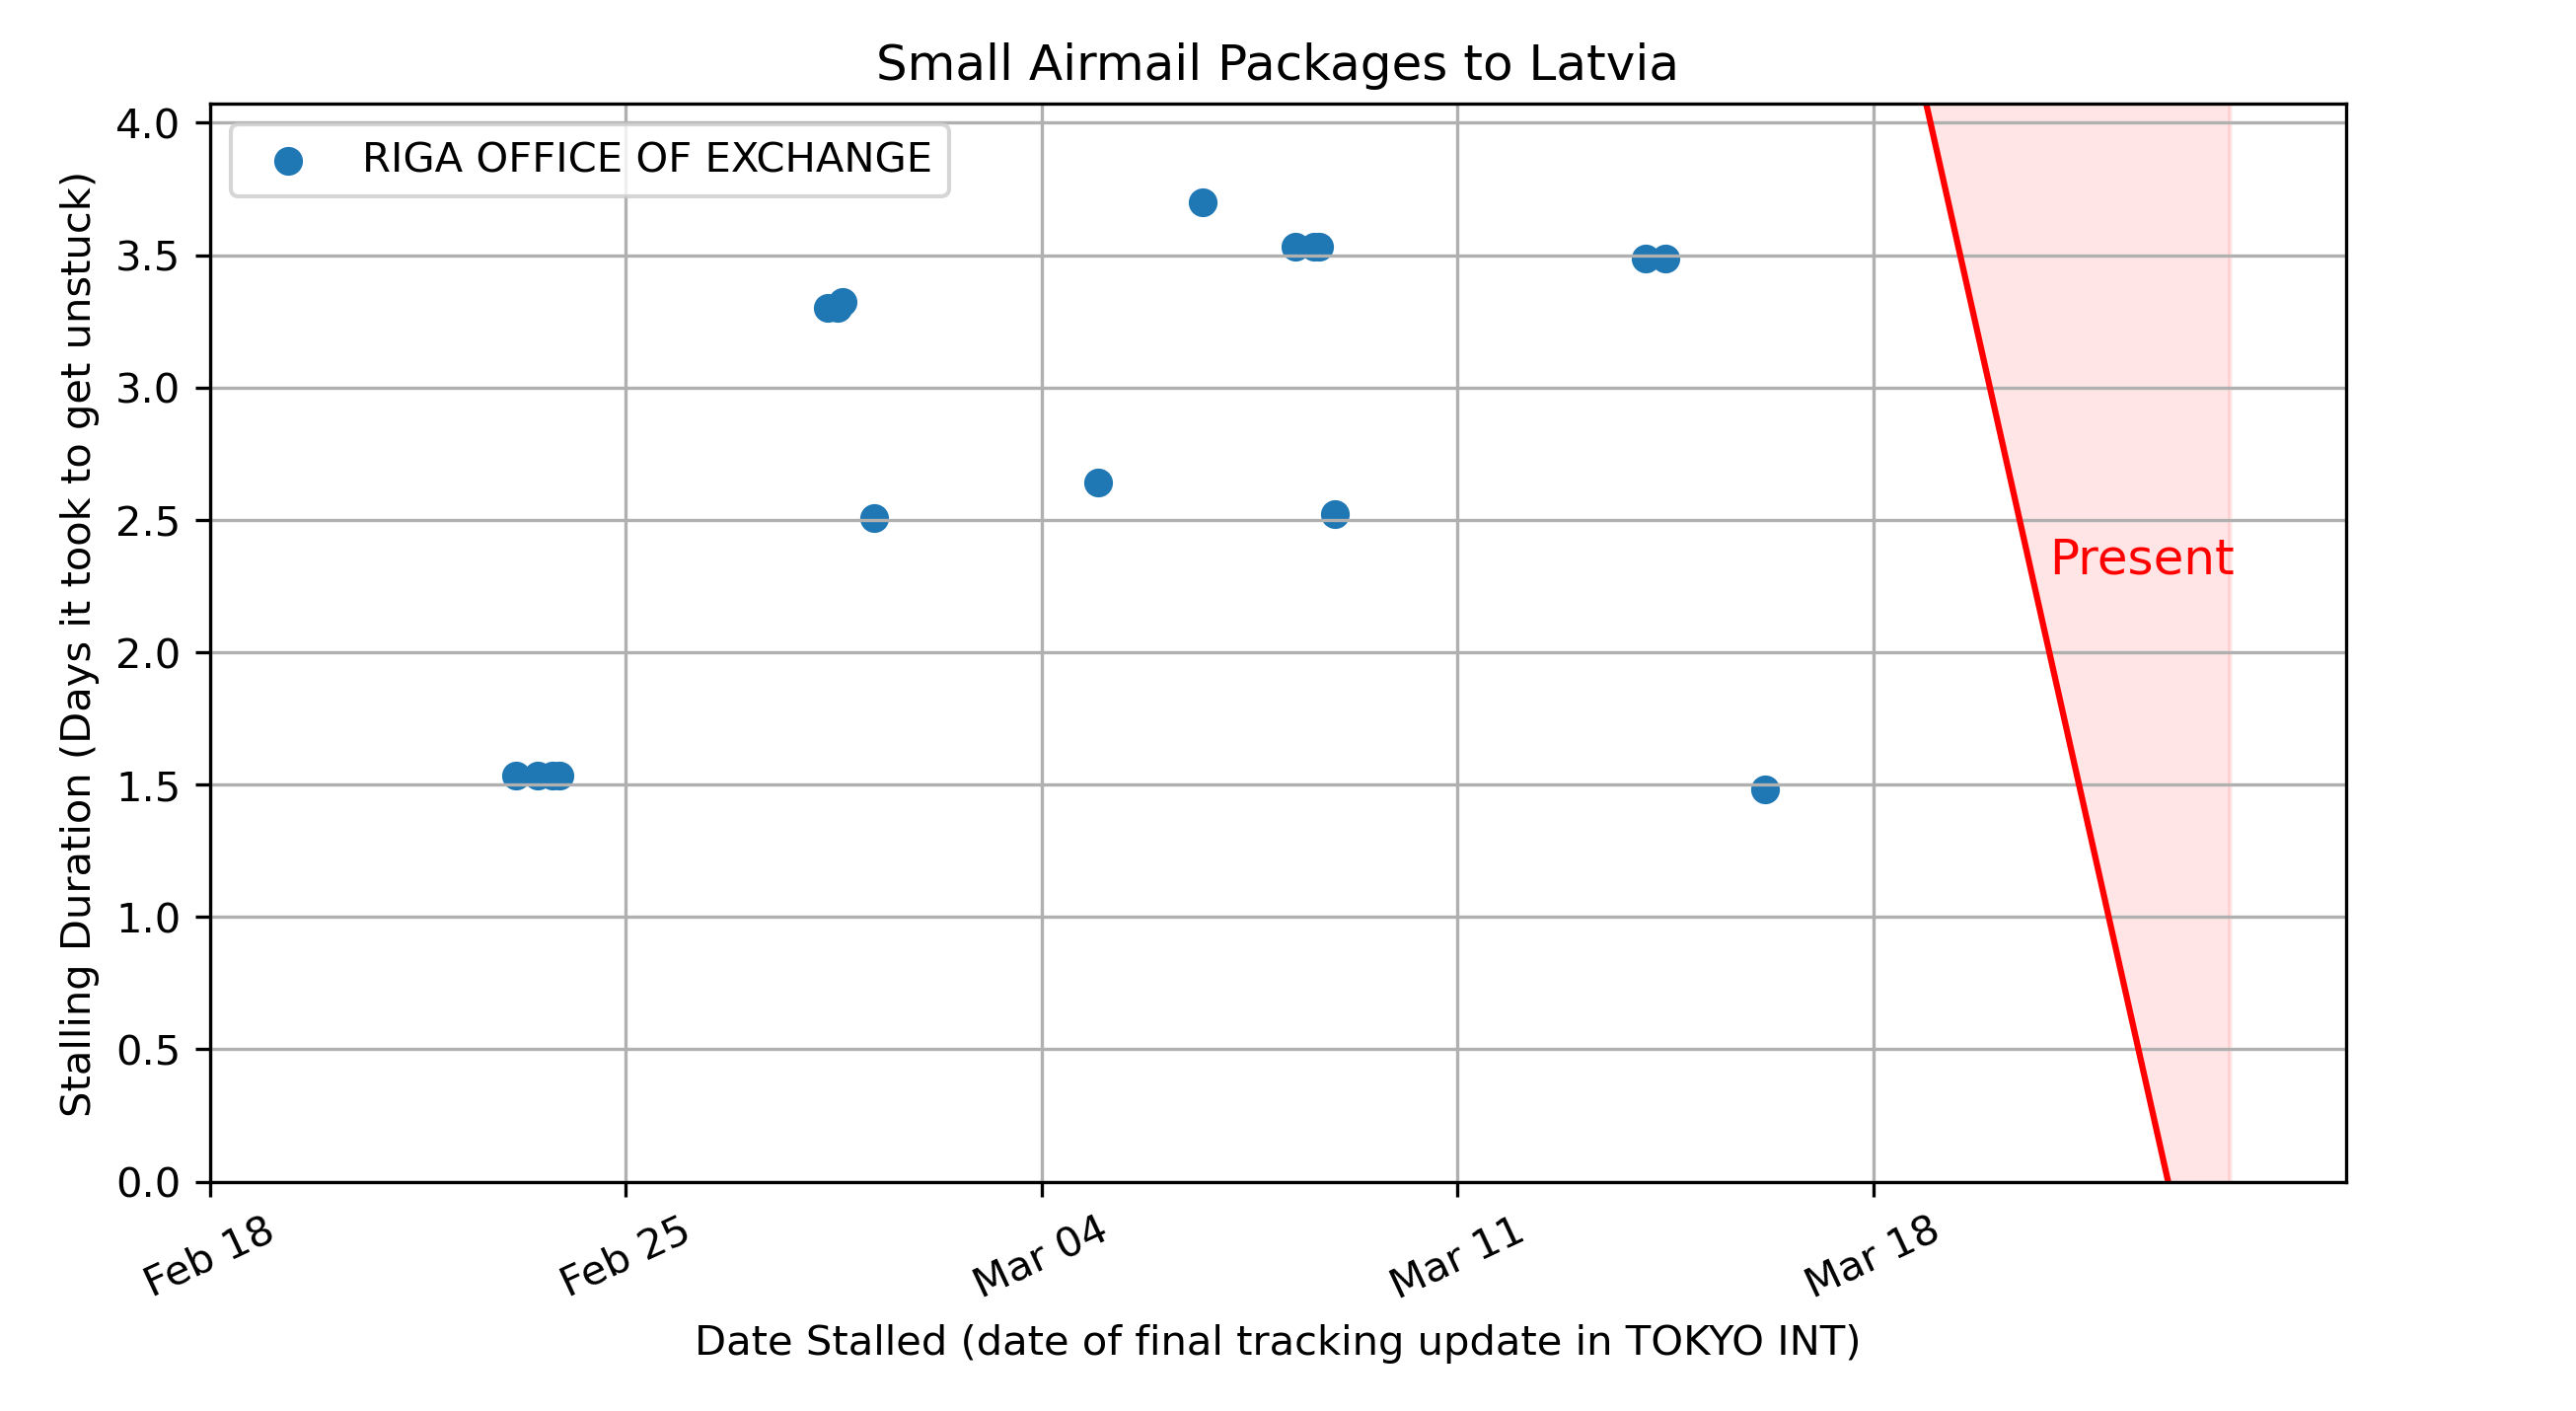 Small Airmail Packages to Latvia
RIGA OFFICE OF EXCHANGE
Stalling Duration (Days it took to get unstuck)
4.0
3.5
3.0
2.5
2.0
1.5
1.0
0.5
0.0
Present
Feb 18
Feb 25
Mar 04
Mar 11
Mar 18
Date Stalled (date of final tracking update in TOKYO INT)